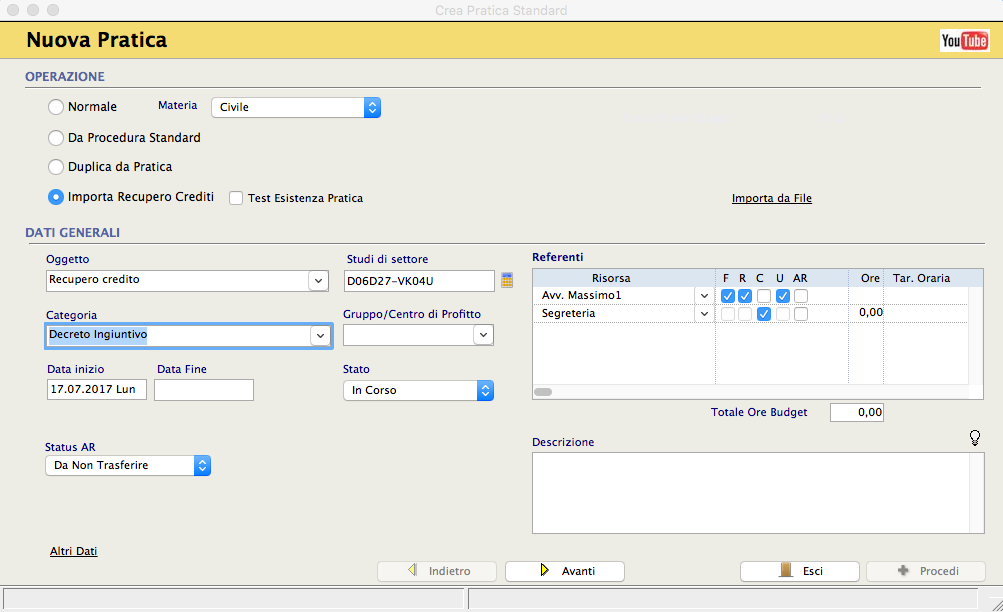 Crea Pratica Standard
Nuova Pratica
YouTube
OPERAZIONE
Normale Materia Civile
Da Procedura Standard
Duplica da Pratica
Importa Recupero Crediti Test Esistenza Pratica Importa da File
DATI GENERALI
Oggetto Studi di settore Referenti
Recupero credito D06D27-VK04U
Risorsa F R C U AR Ore Tar. Oraria
Avv. Massimo1
Segreteria 0,00
Categoria Gruppo/Centro di Profitto
Decreto Ingiuntivo
Data inizio Data Fine Stato
17.07.2017 Lun In Corso
Totale Ore Budget 0,00
Status AR Descrizione
Da Non Trasferire
Altri Dati
Indietro Avanti Esci Procedi